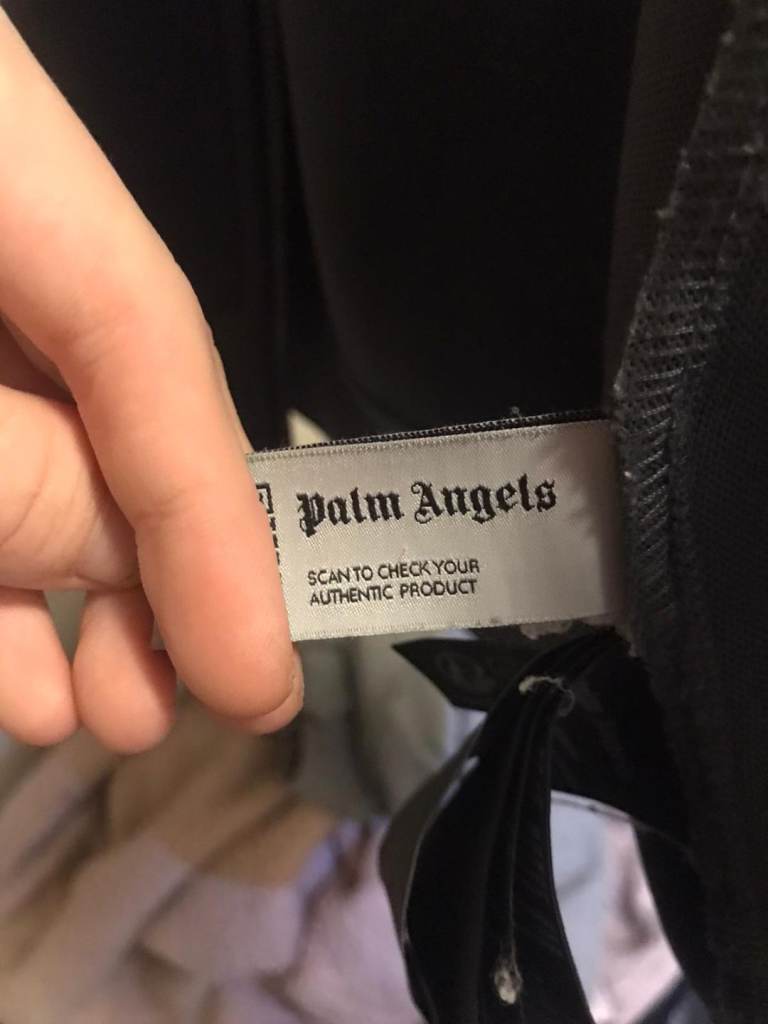 Palm Angels
SCAN TO CHECK YOUR
AUTHENTIC PRODUCT